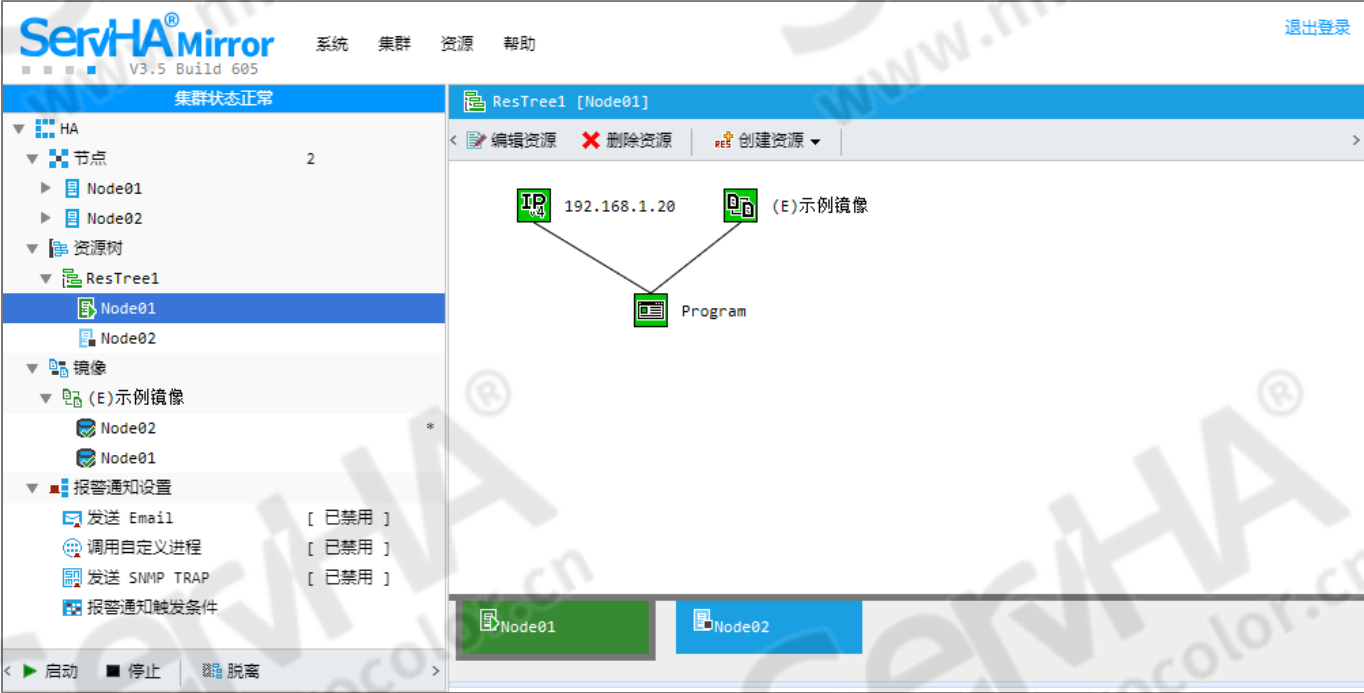 ServHA® Mirror
V3.5 Build 605
系统 集群 资源 帮助
退出登录
集群状态正常
HA
节点 2
Node01
Node02
资源树
ResTree1
Node01
Node02
镜像
(E)示例镜像
Node02 *
Node01
报警通知设置
发送 Email [ 已禁用 ]
调用自定义进程 [ 已禁用 ]
发送 SNMP TRAP [ 已禁用 ]
报警通知触发条件
< 启动 停止 脱离 >
ResTree1 [Node01]
< 编辑资源 删除资源 RES 创建资源 >
IP v4 192.168.1.20 (E)示例镜像
Program
Node01 Node02